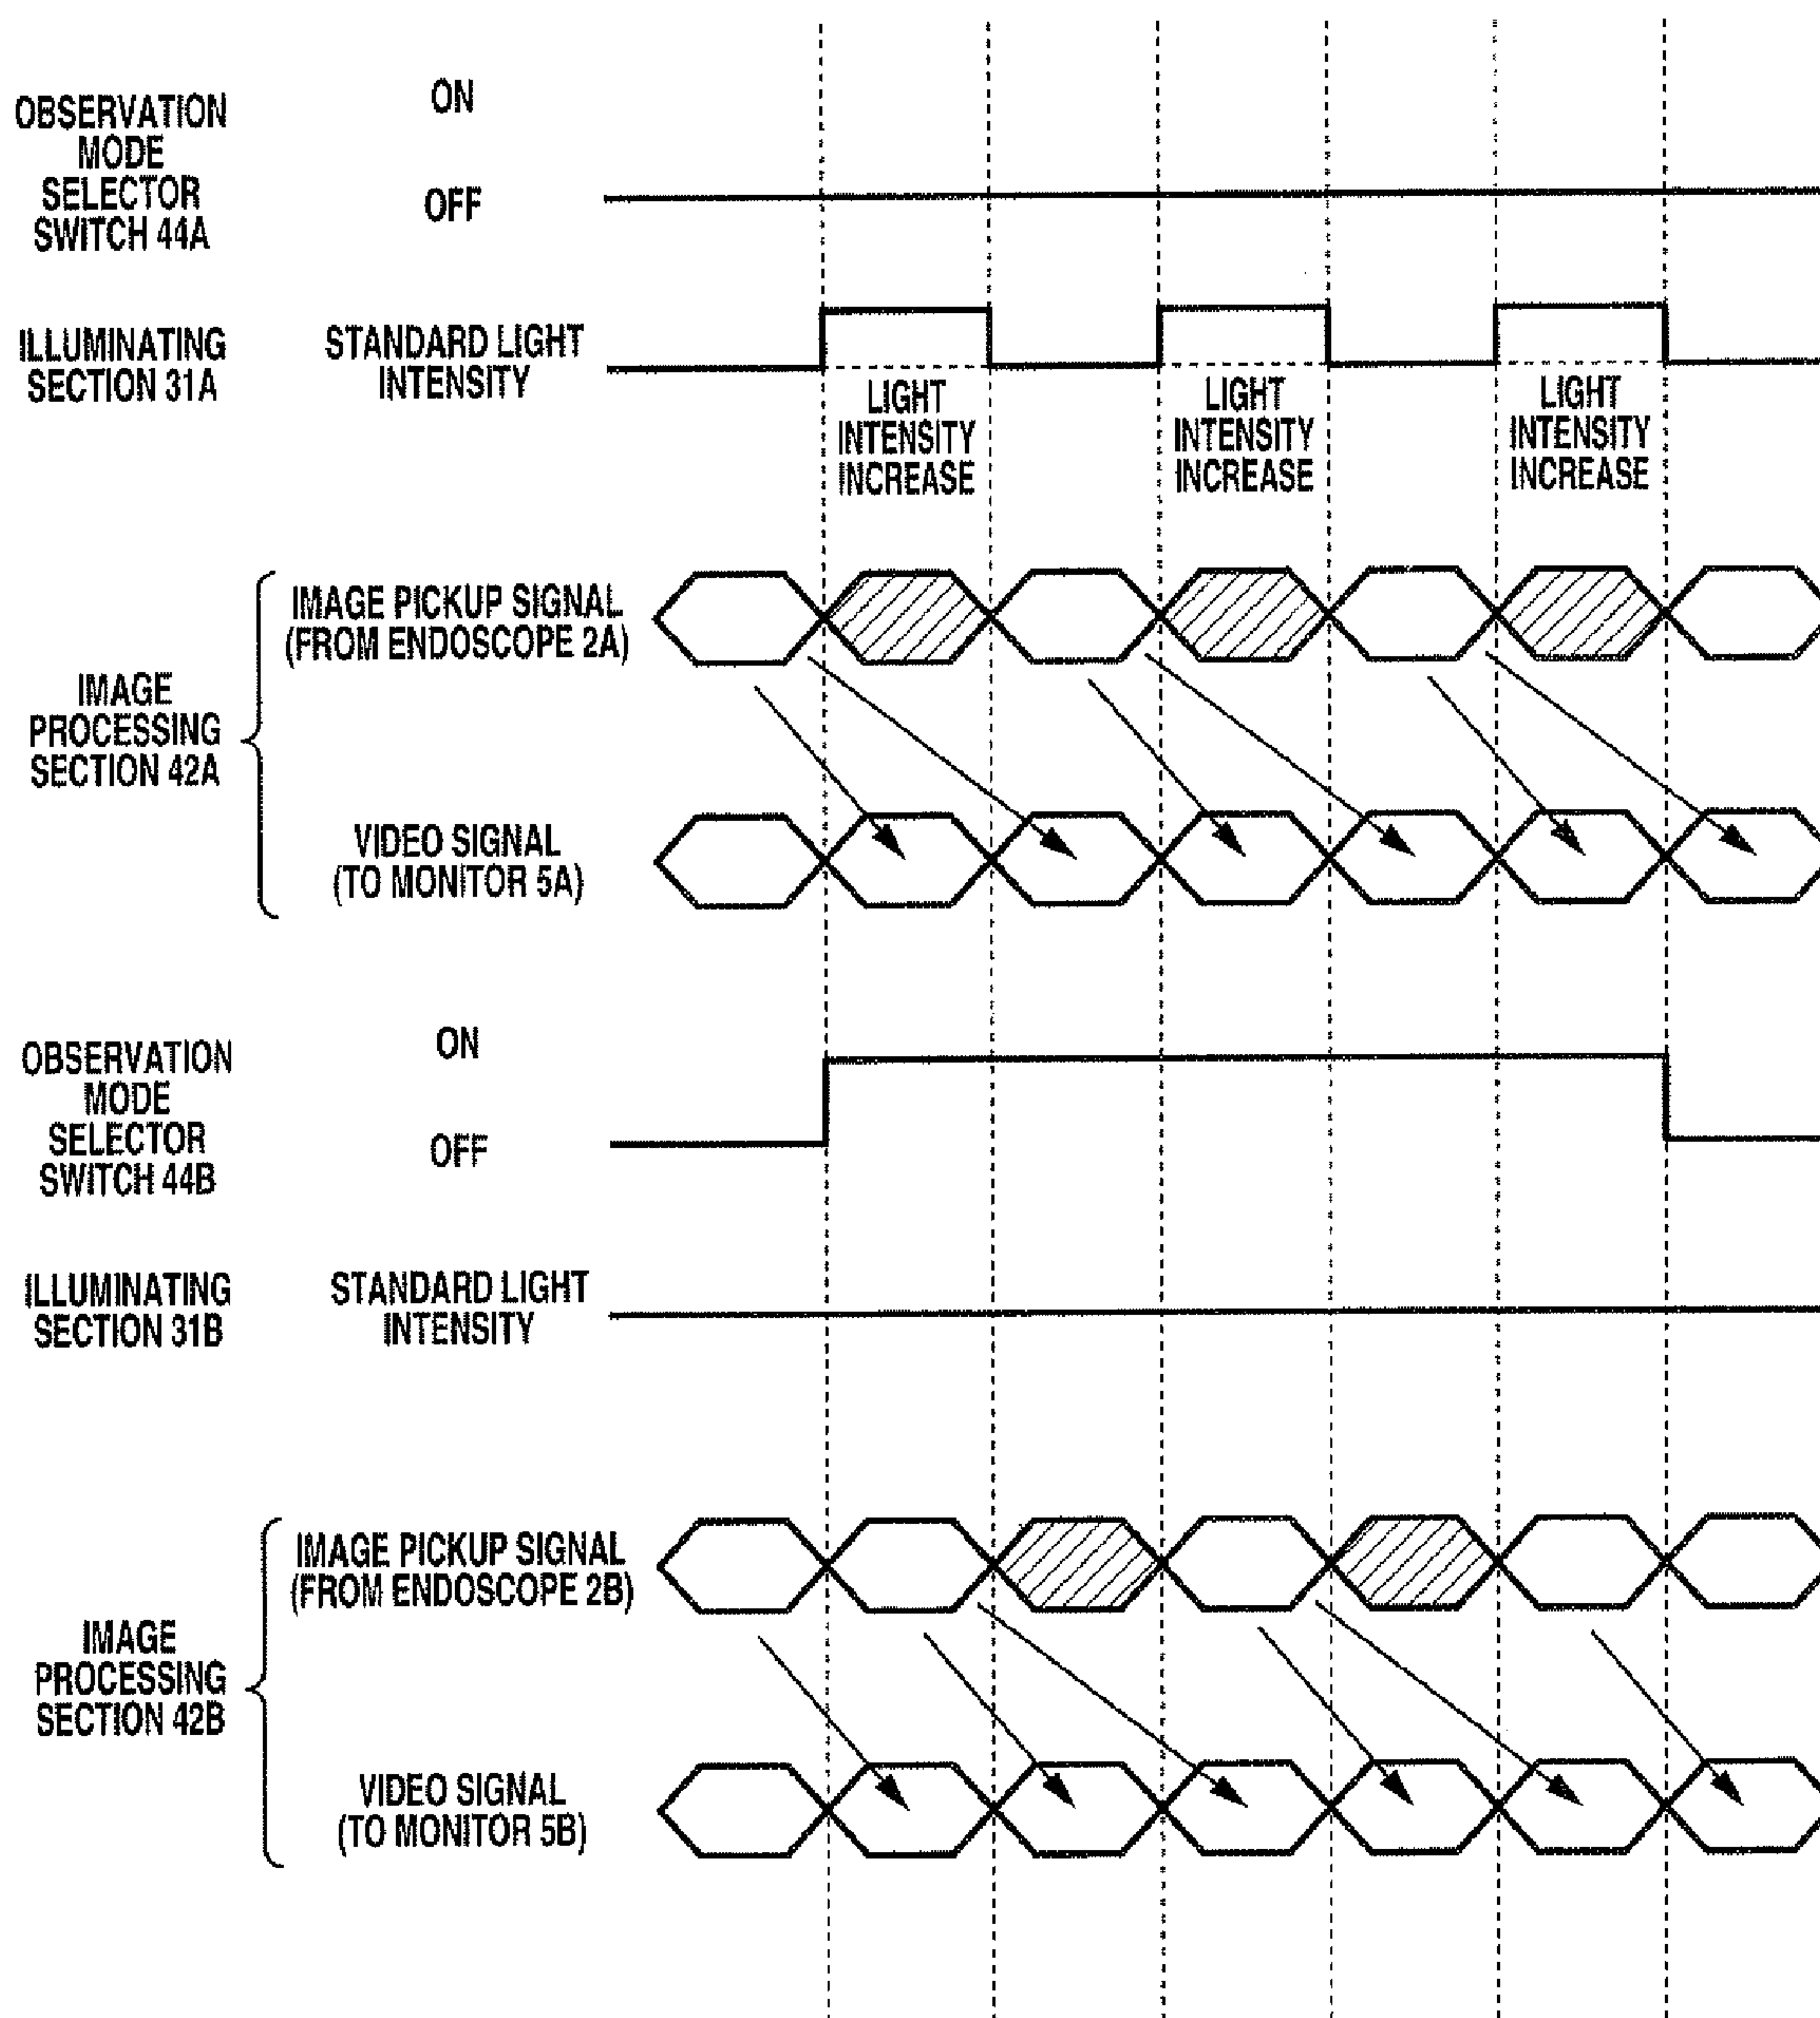 OBSERVATION
MODE
SELECTOR
SWITCH 44A
ON
OFF
ILLUMINATING
SECTION 31A
STANDARD LIGHT
INTENSITY
LIGHT
INTENSITY
INCREASE
LIGHT
INTENSITY
INCREASE
LIGHT
INTENSITY
INCREASE
IMAGE
PROCESSING
SECTION 42A
IMAGE PICKUP SIGNAL
(FROM ENDOSCOPE 2A)
VIDEO SIGNAL
(TO MONITOR 5A)
OBSERVATION
MODE
SELECTOR
SWITCH 44B
ON
OFF
ILLUMINATING
SECTION 31B
STANDARD LIGHT
INTENSITY
IMAGE
PROCESSING
SECTION 42B
IMAGE PICKUP SIGNAL
(FROM ENDOSCOPE 2B)
VIDEO SIGNAL
(TO MONITOR 5B)